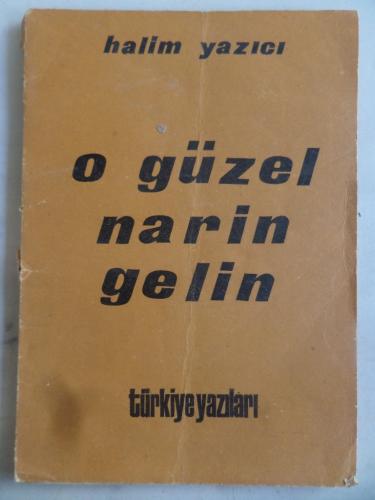 halim yazıcı
o güzel
narin
gelin
türkiye yazıları